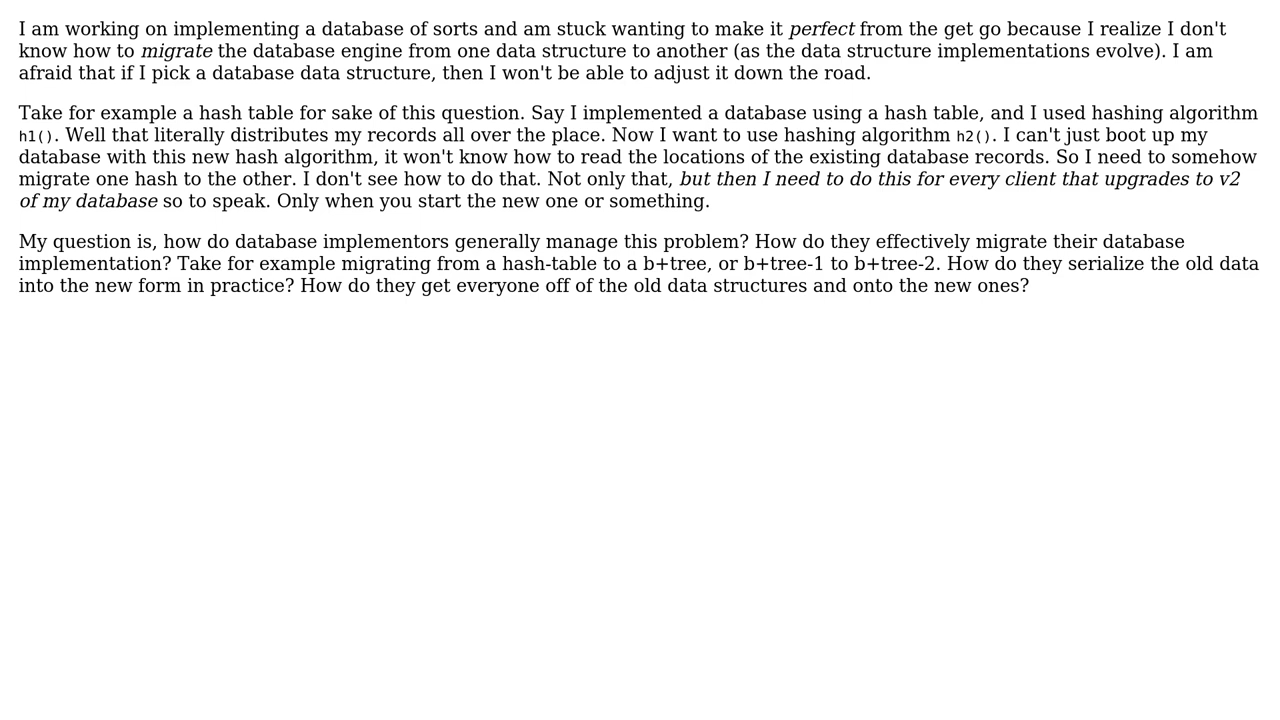 I am working on implementing a database of sorts and am stuck wanting to make it perfect from the get go because I realize I don't
know how to migrate the database engine from one data structure to another (as the data structure implementations evolve). I am
afraid that if I pick a database data structure, then I won't be able to adjust it down the road.
Take for example a hash table for sake of this question. Say I implemented a database using a hash table, and I used hashing algorithm
h1(). Well that literally distributes my records all over the place. Now I want to use hashing algorithm h2(). I can't just boot up my
database with this new hash algorithm, it won't know how to read the locations of the existing database records. So I need to somehow
migrate one hash to the other. I don't see how to do that. Not only that, but then I need to do this for every client that upgrades to v2
of my database so to speak. Only when you start the new one or something.
My question is, how do database implementors generally manage this problem? How do they effectively migrate their database
implementation? Take for example migrating from a hash-table to a b+tree, or b+tree-1 to b+tree-2. How do they serialize the old data
into the new form in practice? How do they get everyone off of the old data structures and onto the new ones?